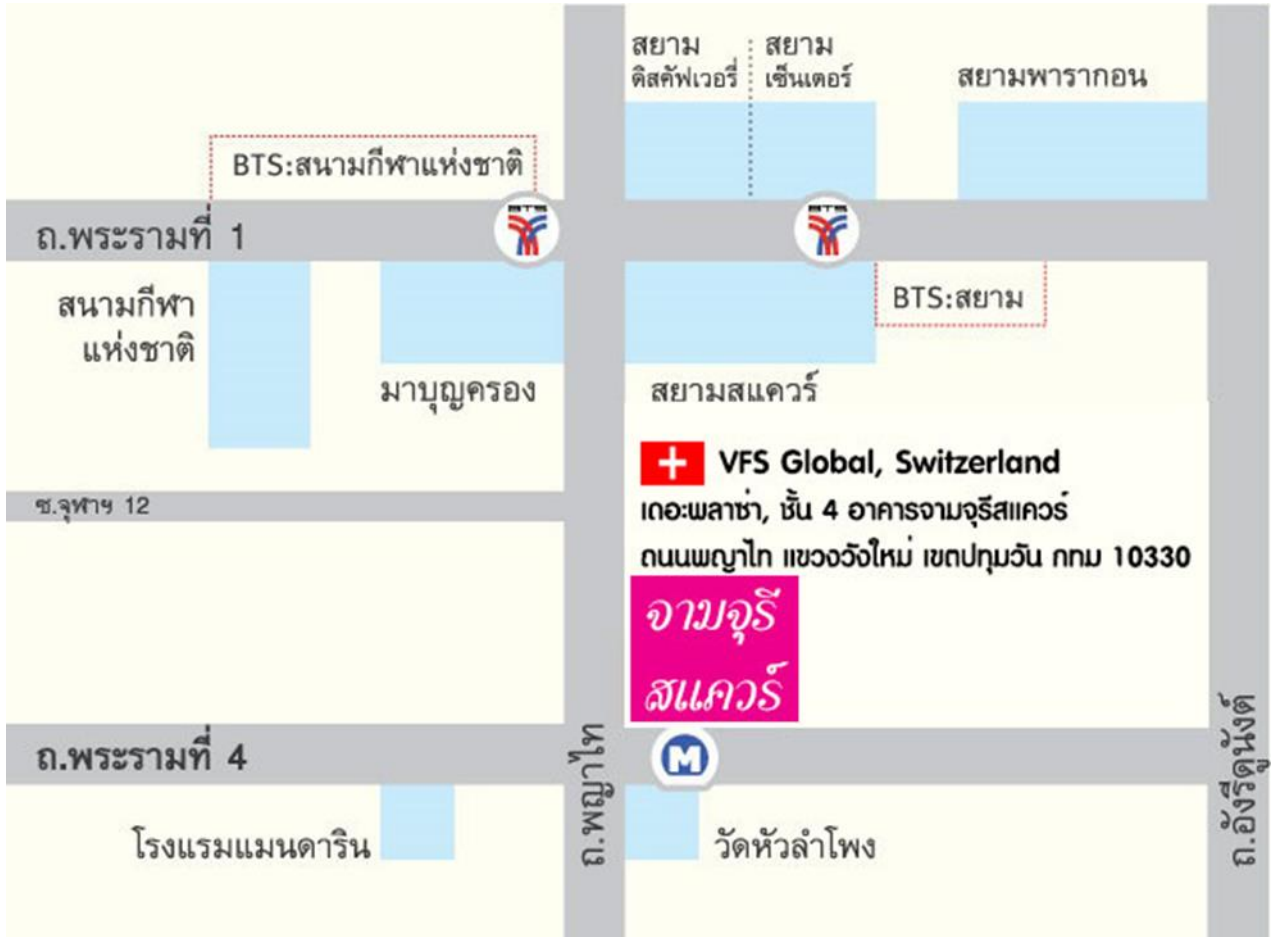 สยาม
ดิสคัฟเวอรี่
สยาม
เซ็นเตอร์
สยามพารากอน
BTS:สนามกีฬาแห่งชาติ
BTS
BTS
ถ.พระรามที่ 1
สนามกีฬา
แห่งชาติ
BTS:สยาม
มาบุญครอง
สยามสแควร์
VFS Global, Switzerland
ซ.จุฬาฯ 12
เดอะพลาซ่า, ชั้น 4 อาคารจามจุรีสแควร์
ถนนพญาไท แขวงวังใหม่ เขตปทุมวัน กทม 10330
จามจุรี
สแควร์
ถ.พระรามที่ 4
M
ถ.พญาไท
ถ.อังรีดูนังต์
โรงแรมแมนดาริน
วัดหัวลำโพง